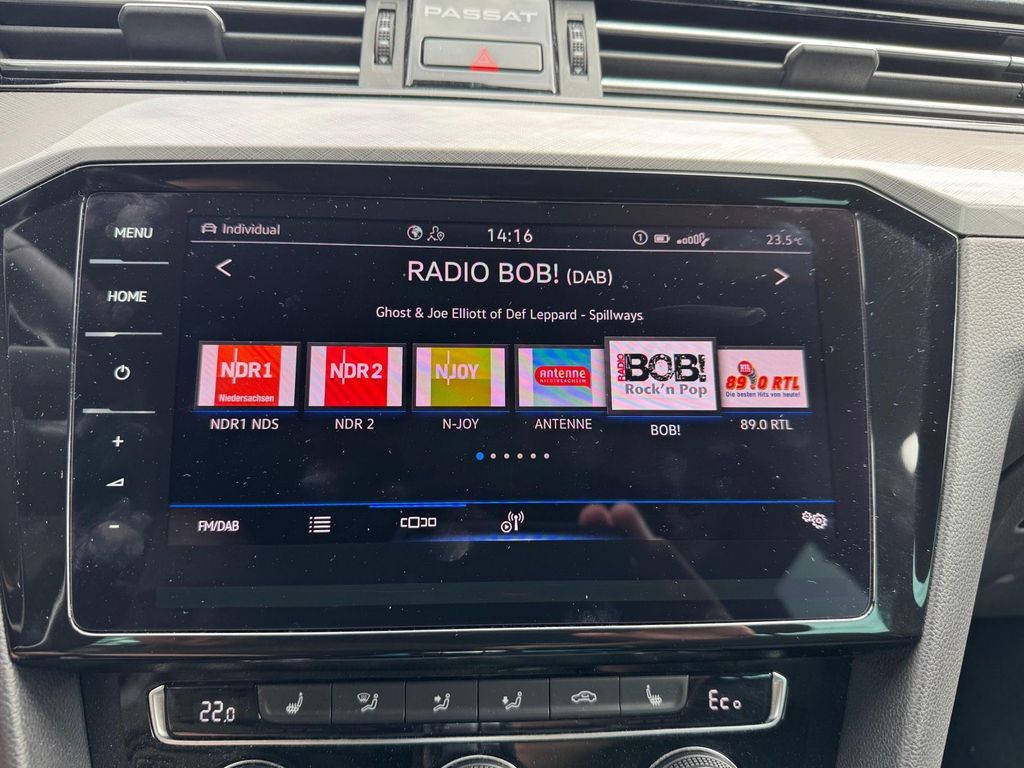 PASSAT
MENU
HOME
Individual
14:16
1
23.5°C
RADIO BOB! (DAB)
Ghost & Joe Elliott of Def Leppard - Spillways
NDR1
Niedersachsen
NDR2
N-JOY
antenne
NIEDERSACHSEN
RADIO
BOB!
Rock'n Pop
RTL
89.0 RTL
Die besten Hits von heute!
NDR1 NDS
NDR 2
N-JOY
ANTENNE
BOB!
89.0 RTL
FM/DAB
22.0
Eco